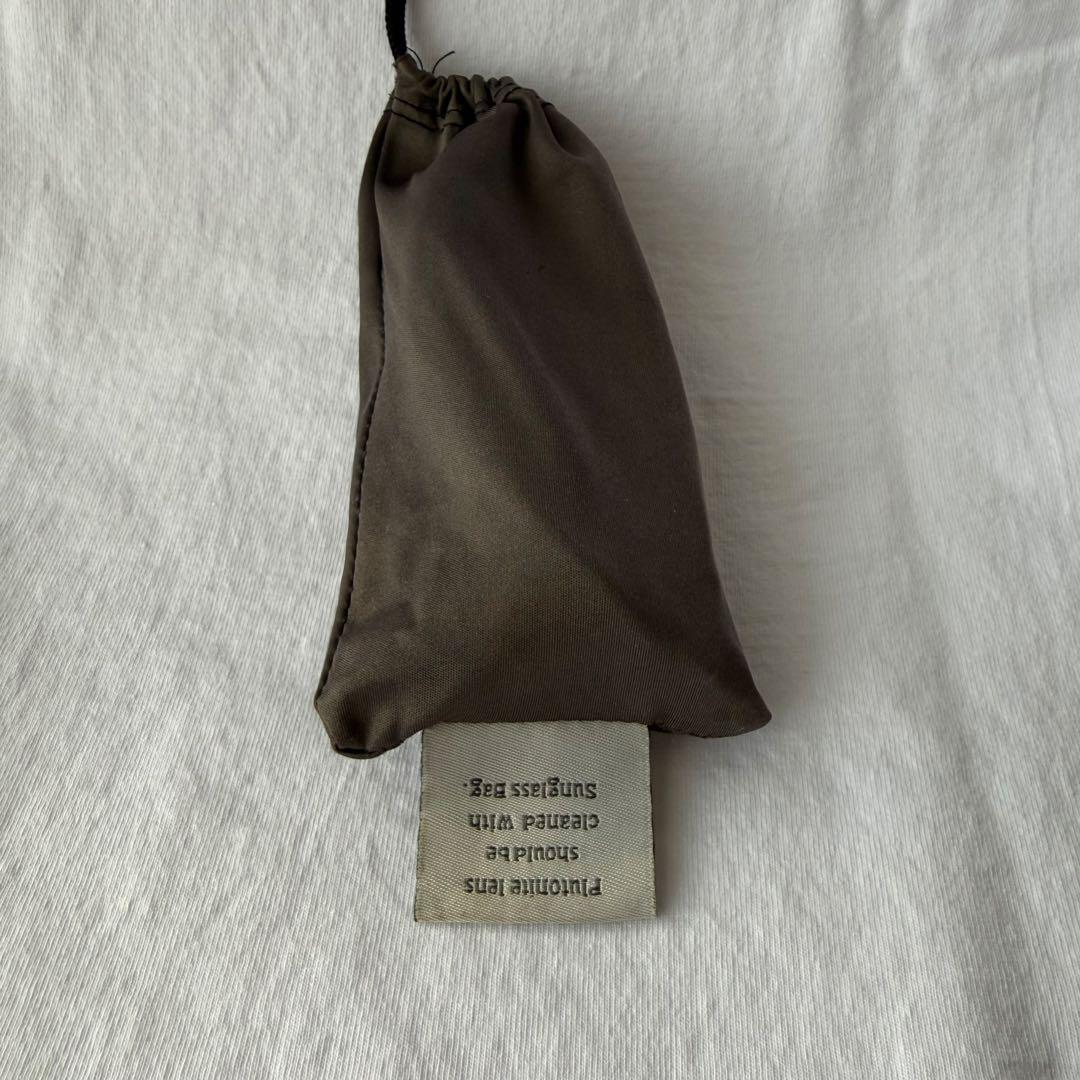 Plutonite lens
should be
cleaned with
Sunglass Bag.